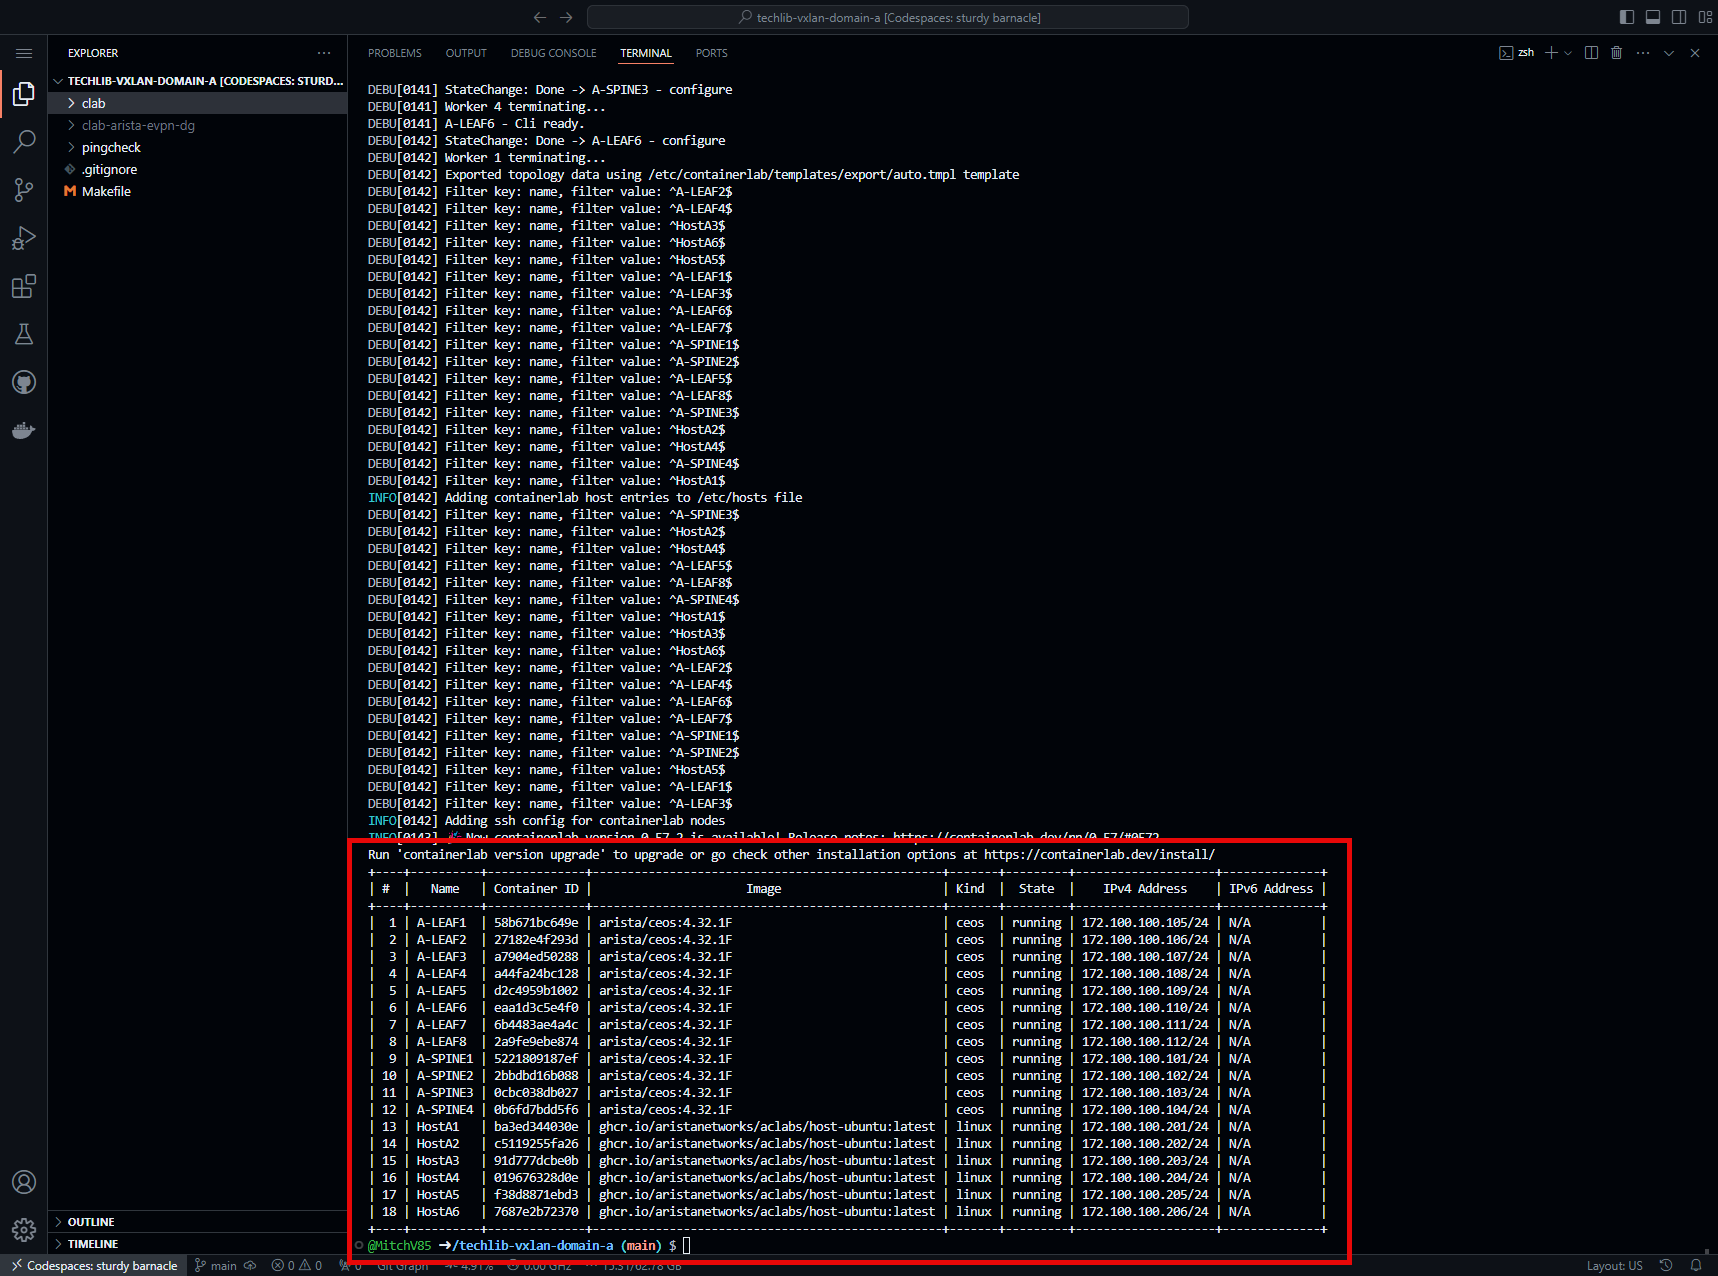 techlib-vxlan-domain-a [Codespaces: sturdy barnacle]
EXPLORER
TECHLIB-VXLAN-DOMAIN-A [CODESPACES: STURD...
clab
clab-arista-evpn-dg
pingcheck
.gitignore
Makefile
OUTLINE
TIMELINE
PROBLEMS OUTPUT DEBUG CONSOLE TERMINAL PORTS
zsh
DEBU[0141] StateChange: Done -> A-SPINE3 - configure
DEBU[0141] Worker 4 terminating...
DEBU[0141] A-LEAF6 - Cli ready.
DEBU[0142] StateChange: Done -> A-LEAF6 - configure
DEBU[0142] Worker 1 terminating...
DEBU[0142] Exported topology data using /etc/containerlab/templates/export/auto.tmpl template
DEBU[0142] Filter key: name, filter value: ^A-LEAF2$
DEBU[0142] Filter key: name, filter value: ^A-LEAF4$
DEBU[0142] Filter key: name, filter value: ^HostA3$
DEBU[0142] Filter key: name, filter value: ^HostA6$
DEBU[0142] Filter key: name, filter value: ^HostA5$
DEBU[0142] Filter key: name, filter value: ^A-LEAF1$
DEBU[0142] Filter key: name, filter value: ^A-LEAF3$
DEBU[0142] Filter key: name, filter value: ^A-LEAF6$
DEBU[0142] Filter key: name, filter value: ^A-LEAF7$
DEBU[0142] Filter key: name, filter value: ^A-SPINE1$
DEBU[0142] Filter key: name, filter value: ^A-SPINE2$
DEBU[0142] Filter key: name, filter value: ^A-LEAF5$
DEBU[0142] Filter key: name, filter value: ^A-LEAF8$
DEBU[0142] Filter key: name, filter value: ^A-SPINE3$
DEBU[0142] Filter key: name, filter value: ^HostA2$
DEBU[0142] Filter key: name, filter value: ^HostA4$
DEBU[0142] Filter key: name, filter value: ^A-SPINE4$
DEBU[0142] Filter key: name, filter value: ^HostA1$
INFO[0142] Adding containerlab host entries to /etc/hosts file
DEBU[0142] Filter key: name, filter value: ^A-SPINE3$
DEBU[0142] Filter key: name, filter value: ^HostA2$
DEBU[0142] Filter key: name, filter value: ^HostA4$
DEBU[0142] Filter key: name, filter value: ^A-LEAF5$
DEBU[0142] Filter key: name, filter value: ^A-LEAF8$
DEBU[0142] Filter key: name, filter value: ^A-SPINE4$
DEBU[0142] Filter key: name, filter value: ^HostA1$
DEBU[0142] Filter key: name, filter value: ^HostA3$
DEBU[0142] Filter key: name, filter value: ^HostA6$
DEBU[0142] Filter key: name, filter value: ^A-LEAF2$
DEBU[0142] Filter key: name, filter value: ^A-LEAF4$
DEBU[0142] Filter key: name, filter value: ^A-LEAF6$
DEBU[0142] Filter key: name, filter value: ^A-LEAF7$
DEBU[0142] Filter key: name, filter value: ^A-SPINE1$
DEBU[0142] Filter key: name, filter value: ^A-SPINE2$
DEBU[0142] Filter key: name, filter value: ^HostA5$
DEBU[0142] Filter key: name, filter value: ^A-LEAF1$
DEBU[0142] Filter key: name, filter value: ^A-LEAF3$
INFO[0142] Adding ssh config for containerlab nodes
INFO[0143] New containerlab version 0.57.2 is available! Release notes: https://containerlab.dev/rn/0.57/#0572
Run 'containerlab version upgrade' to upgrade or go check other installation options at https://containerlab.dev/install/
| # | Name | Container ID | Image | Kind | State | IPv4 Address | IPv6 Address |
| 1 | A-LEAF1 | 58b671bc649e | arista/ceos:4.32.1F | ceos | running | 172.100.100.105/24 | N/A |
| 2 | A-LEAF2 | 27182e4f293d | arista/ceos:4.32.1F | ceos | running | 172.100.100.106/24 | N/A |
| 3 | A-LEAF3 | a7904ed50288 | arista/ceos:4.32.1F | ceos | running | 172.100.100.107/24 | N/A |
| 4 | A-LEAF4 | a44fa24bc128 | arista/ceos:4.32.1F | ceos | running | 172.100.100.108/24 | N/A |
| 5 | A-LEAF5 | d2c4959b1002 | arista/ceos:4.32.1F | ceos | running | 172.100.100.109/24 | N/A |
| 6 | A-LEAF6 | eaa1d3c5e4f0 | arista/ceos:4.32.1F | ceos | running | 172.100.100.110/24 | N/A |
| 7 | A-LEAF7 | 6b4483ae4a4c | arista/ceos:4.32.1F | ceos | running | 172.100.100.111/24 | N/A |
| 8 | A-LEAF8 | 2a9fe9ebe874 | arista/ceos:4.32.1F | ceos | running | 172.100.100.112/24 | N/A |
| 9 | A-SPINE1 | 5221809187ef | arista/ceos:4.32.1F | ceos | running | 172.100.100.101/24 | N/A |
| 10 | A-SPINE2 | 2bbdbd16b088 | arista/ceos:4.32.1F | ceos | running | 172.100.100.102/24 | N/A |
| 11 | A-SPINE3 | 0cbc038db027 | arista/ceos:4.32.1F | ceos | running | 172.100.100.103/24 | N/A |
| 12 | A-SPINE4 | 0b6fd7bdd5f6 | arista/ceos:4.32.1F | ceos | running | 172.100.100.104/24 | N/A |
| 13 | HostA1 | ba3ed344030e | ghcr.io/aristanetworks/aclabs/host-ubuntu:latest | linux | running | 172.100.100.201/24 | N/A |
| 14 | HostA2 | c5119255fa26 | ghcr.io/aristanetworks/aclabs/host-ubuntu:latest | linux | running | 172.100.100.202/24 | N/A |
| 15 | HostA3 | 91d777dcbe0b | ghcr.io/aristanetworks/aclabs/host-ubuntu:latest | linux | running | 172.100.100.203/24 | N/A |
| 16 | HostA4 | 019676328d0e | ghcr.io/aristanetworks/aclabs/host-ubuntu:latest | linux | running | 172.100.100.204/24 | N/A |
| 17 | HostA5 | f38d8871ebd3 | ghcr.io/aristanetworks/aclabs/host-ubuntu:latest | linux | running | 172.100.100.205/24 | N/A |
| 18 | HostA6 | 7687e2b72370 | ghcr.io/aristanetworks/aclabs/host-ubuntu:latest | linux | running | 172.100.100.206/24 | N/A |
@MitchV85 ➜/techlib-vxlan-domain-a (main) $
Codespaces: sturdy barnacle main 0 0 0 Git Graph 4.91% 0.00 GHz Layout: US